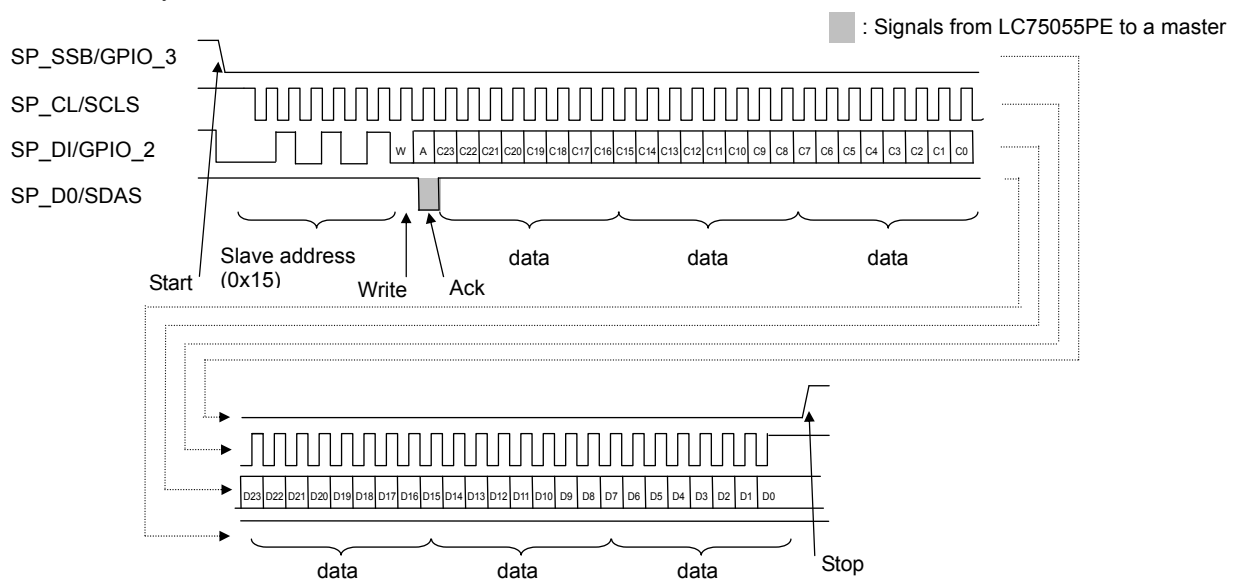 : Signals from LC75055PE to a master
SP_SSB/GPIO_3
SP_CL/SCLS
SP_DI/GPIO_2
W A C23 C22 C21 C20 C19 C18 C17 C16 C15 C14 C13 C12 C11 C10 C9 C8 C7 C6 C5 C4 C3 C2 C1 C0
SP_D0/SDAS
Slave address
(0x15)
data data data
Start
Write
Ack
D23 D22 D21 D20 D19 D18 D17 D16 D15 D14 D13 D12 D11 D10 D9 D8 D7 D6 D5 D4 D3 D2 D1 D0
data data data
Stop